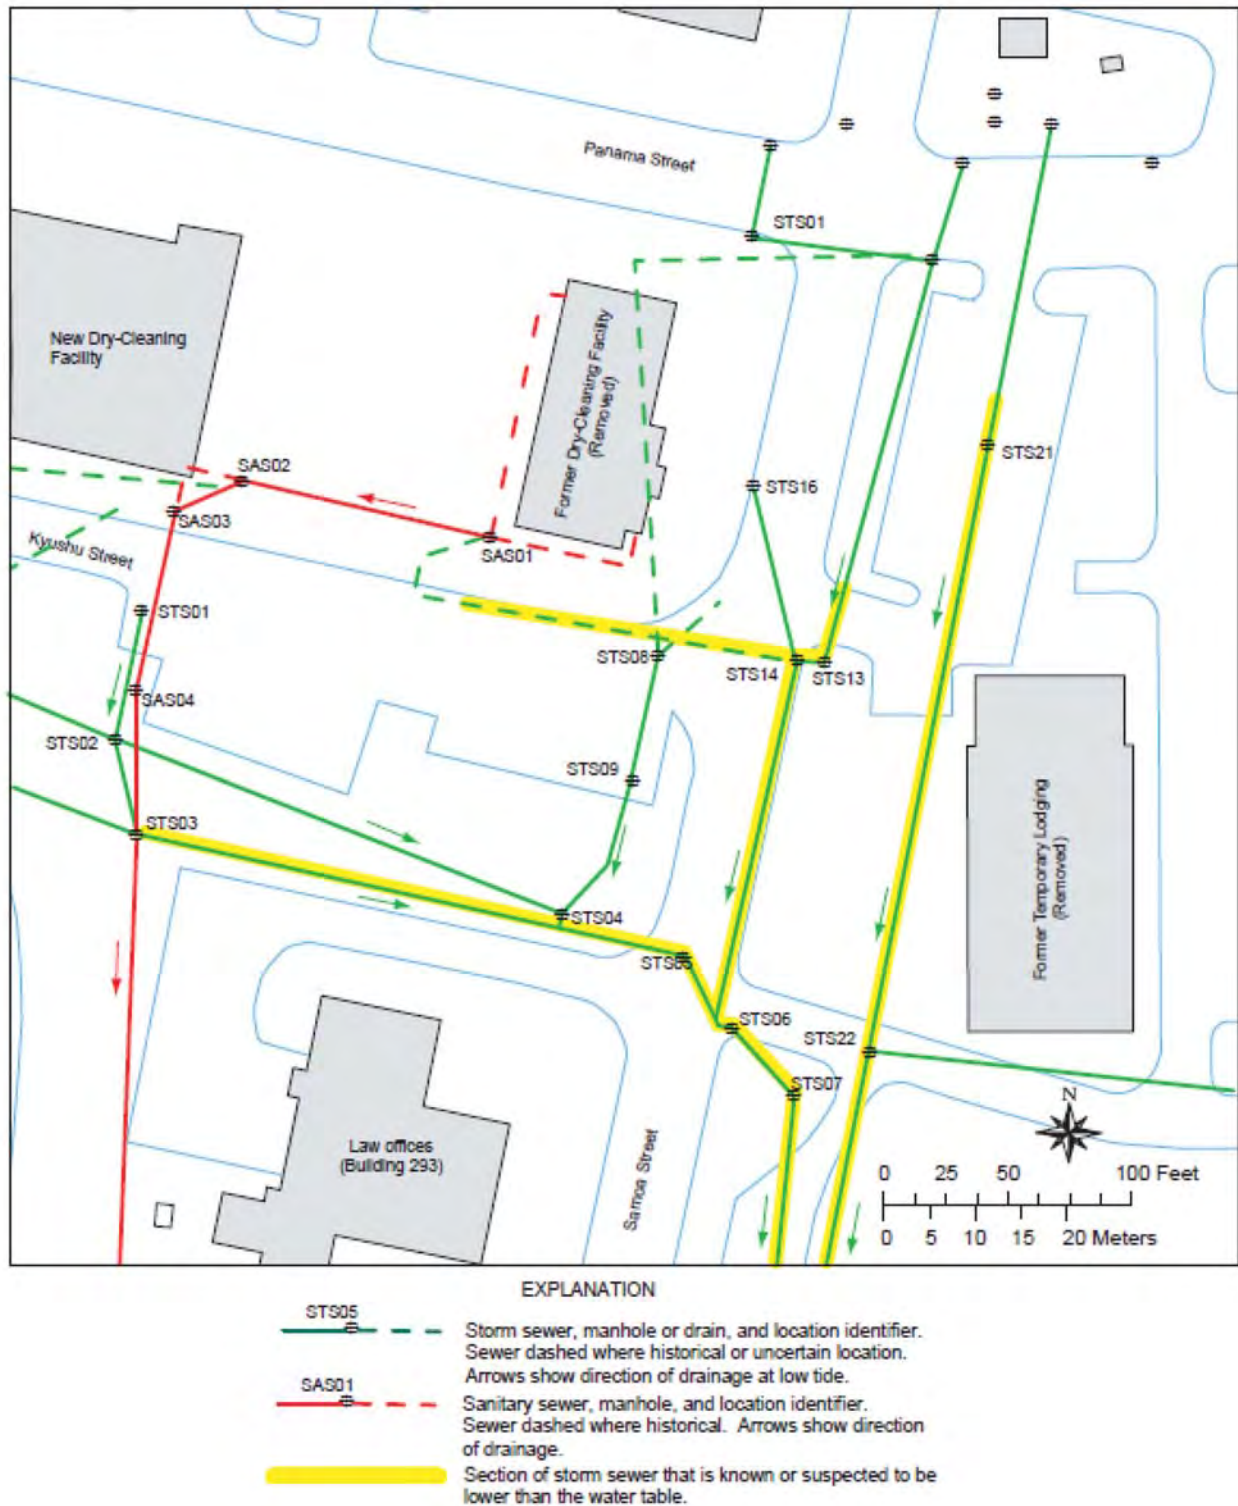 Panama Street
STS01
New Dry-Cleaning
Facility
Former Dry-Cleaning Facility
(Removed)
STS21
SAS02
STS16
SAS03
Kyushu Street
SAS01
STS01
STS08
STS14
STS13
SAS04
STS02
STS09
STS03
Former Temporary Lodging
(Removed)
STS04
STS05
STS06
STS22
STS07
N
Law offices
(Building 293)
Samoa Street
0 25 50 100 Feet
0 5 10 15 20 Meters
EXPLANATION
STS05
Storm sewer, manhole or drain, and location identifier.
Sewer dashed where historical or uncertain location.
Arrows show direction of drainage at low tide.
SAS01
Sanitary sewer, manhole, and location identifier.
Sewer dashed where historical. Arrows show direction
of drainage.
Section of storm sewer that is known or suspected to be
lower than the water table.